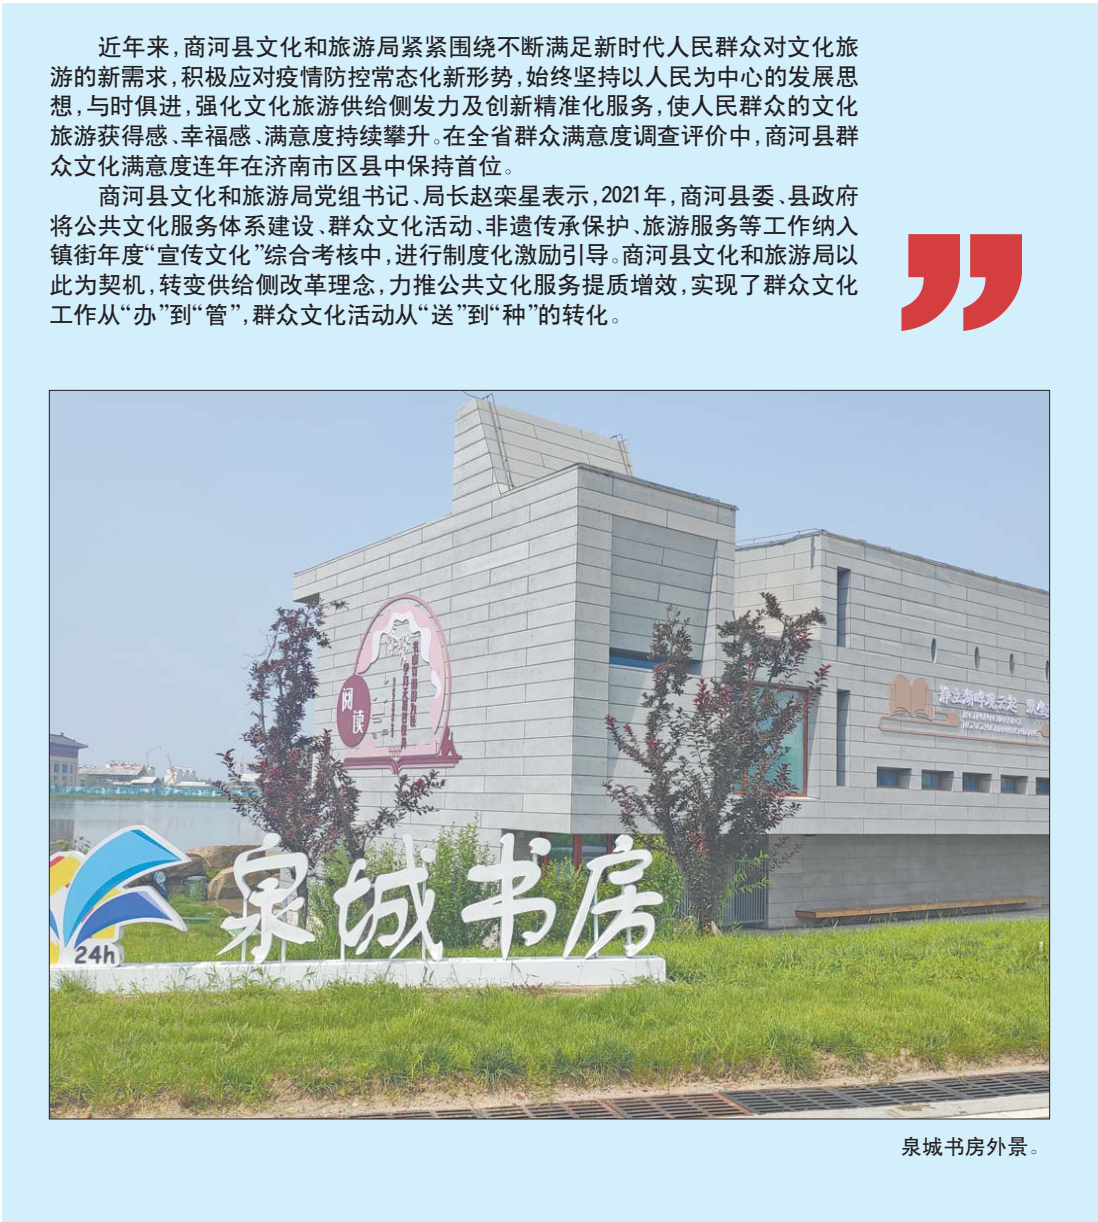 近年来，商河县文化和旅游局紧紧围绕不断满足新时代人民群众对文化旅
游的新需求，积极应对疫情防控常态化新形势，始终坚持以人民为中心的发展思
想，与时俱进，强化文化旅游供给侧发力及创新精准化服务，使人民群众的文化
旅游获得感、幸福感、满意度持续攀升。在全省群众满意度调查评价中，商河县群
众文化满意度连年在济南市区县中保持首位。
商河县文化和旅游局党组书记、局长赵栾星表示，2021年，商河县委、县政府
将公共文化服务体系建设、群众文化活动、非遗传承保护、旅游服务等工作纳入
镇街年度“宣传文化”综合考核中，进行制度化激励引导。商河县文化和旅游局以
此为契机，转变供给侧改革理念，力推公共文化服务提质增效，实现了群众文化
工作从“办”到“管”，群众文化活动从“送”到“种”的转化。
”
阅读
24h
泉城书房
泉城书房外景。